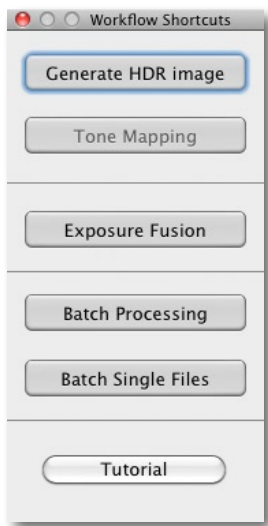 Workflow Shortcuts
Generate HDR image
Tone Mapping
Exposure Fusion
Batch Processing
Batch Single Files
Tutorial